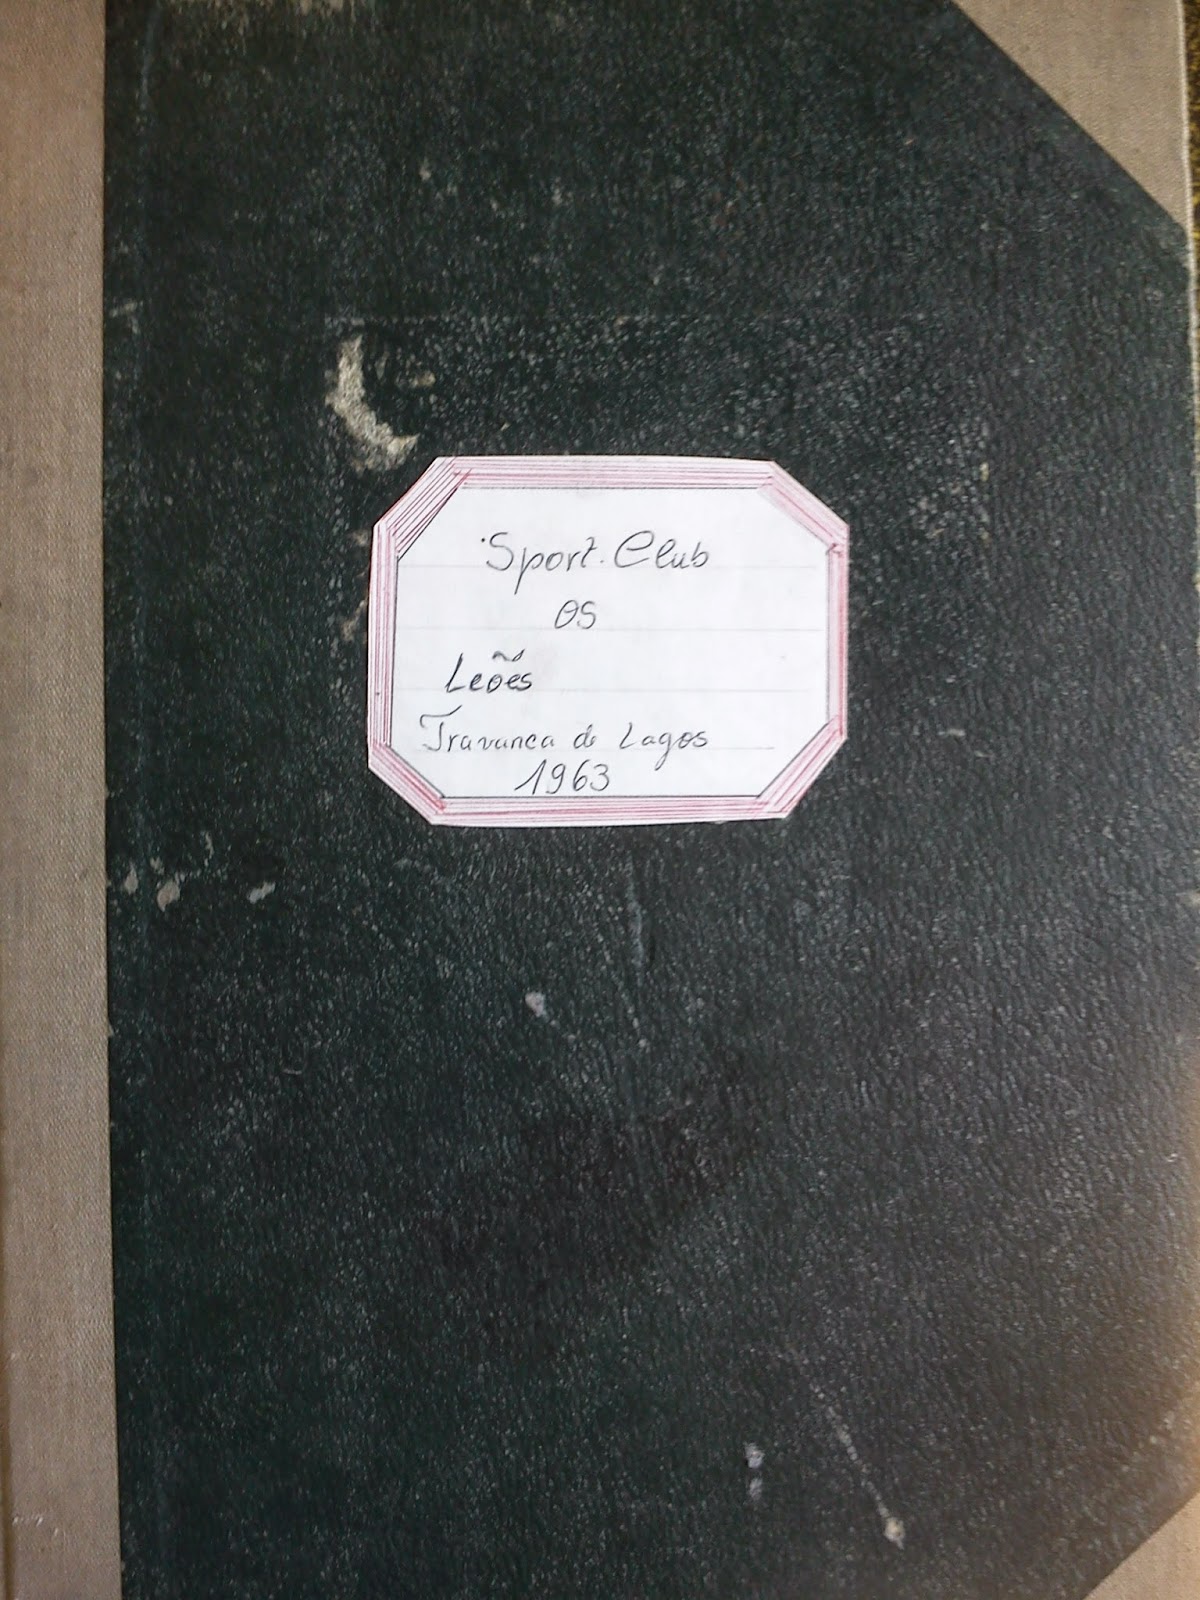 Sport. Club
OS
Leões
Travanca de Lagos
1963